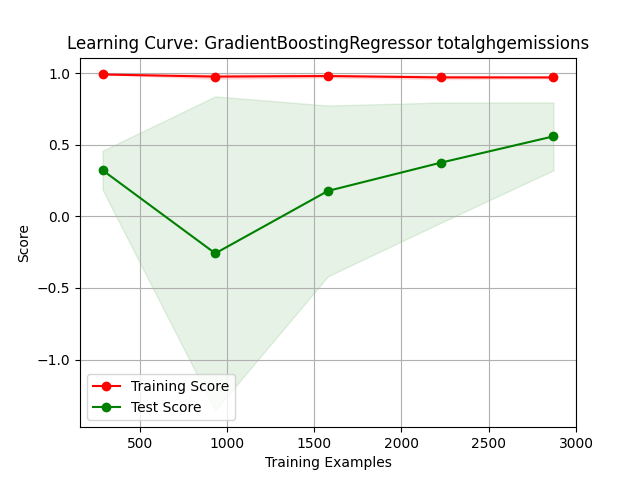 Learning Curve: GradientBoostingRegressor totalghgemissions
1.0
0.5
0.0
−0.5
−1.0
Score
Training Score
Test Score
500 1000 1500 2000 2500 3000
Training Examples